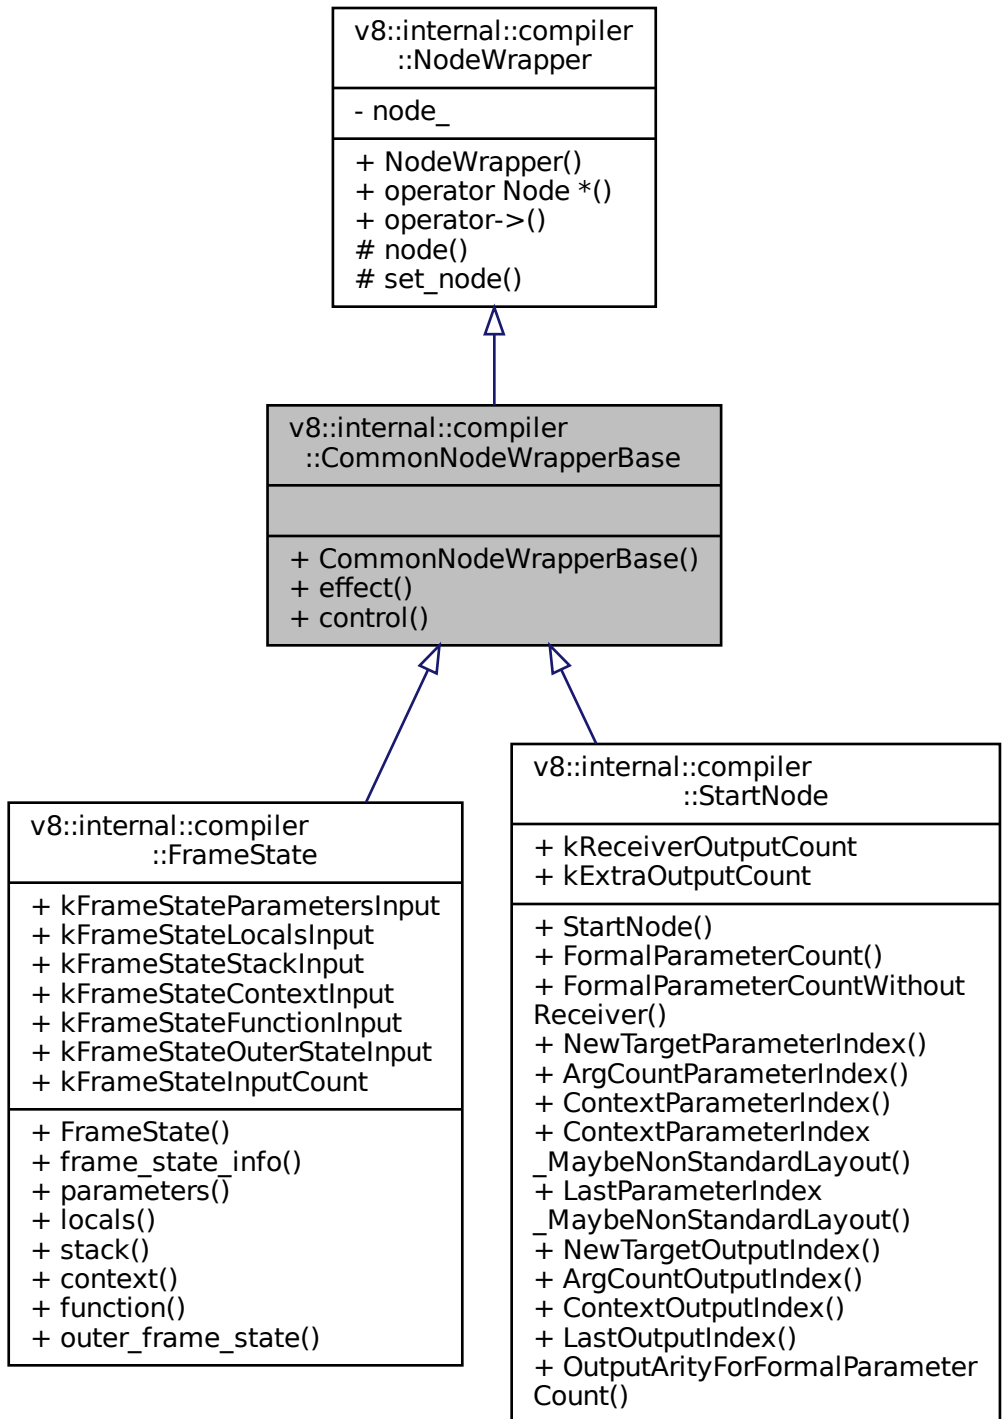 v8::internal::compiler
::NodeWrapper
- node_
+ NodeWrapper()
+ operator Node *()
+ operator->()
# node()
# set_node()
v8::internal::compiler
::CommonNodeWrapperBase
+ CommonNodeWrapperBase()
+ effect()
+ control()
v8::internal::compiler
::FrameState
+ kFrameStateParametersInput
+ kFrameStateLocalsInput
+ kFrameStateStackInput
+ kFrameStateContextInput
+ kFrameStateFunctionInput
+ kFrameStateOuterStateInput
+ kFrameStateInputCount
+ FrameState()
+ frame_state_info()
+ parameters()
+ locals()
+ stack()
+ context()
+ function()
+ outer_frame_state()
v8::internal::compiler
::StartNode
+ kReceiverOutputCount
+ kExtraOutputCount
+ StartNode()
+ FormalParameterCount()
+ FormalParameterCountWithout
Receiver()
+ NewTargetParameterIndex()
+ ArgCountParameterIndex()
+ ContextParameterIndex()
+ ContextParameterIndex
_MaybeNonStandardLayout()
+ LastParameterIndex
_MaybeNonStandardLayout()
+ NewTargetOutputIndex()
+ ArgCountOutputIndex()
+ ContextOutputIndex()
+ LastOutputIndex()
+ OutputArityForFormalParameter
Count()